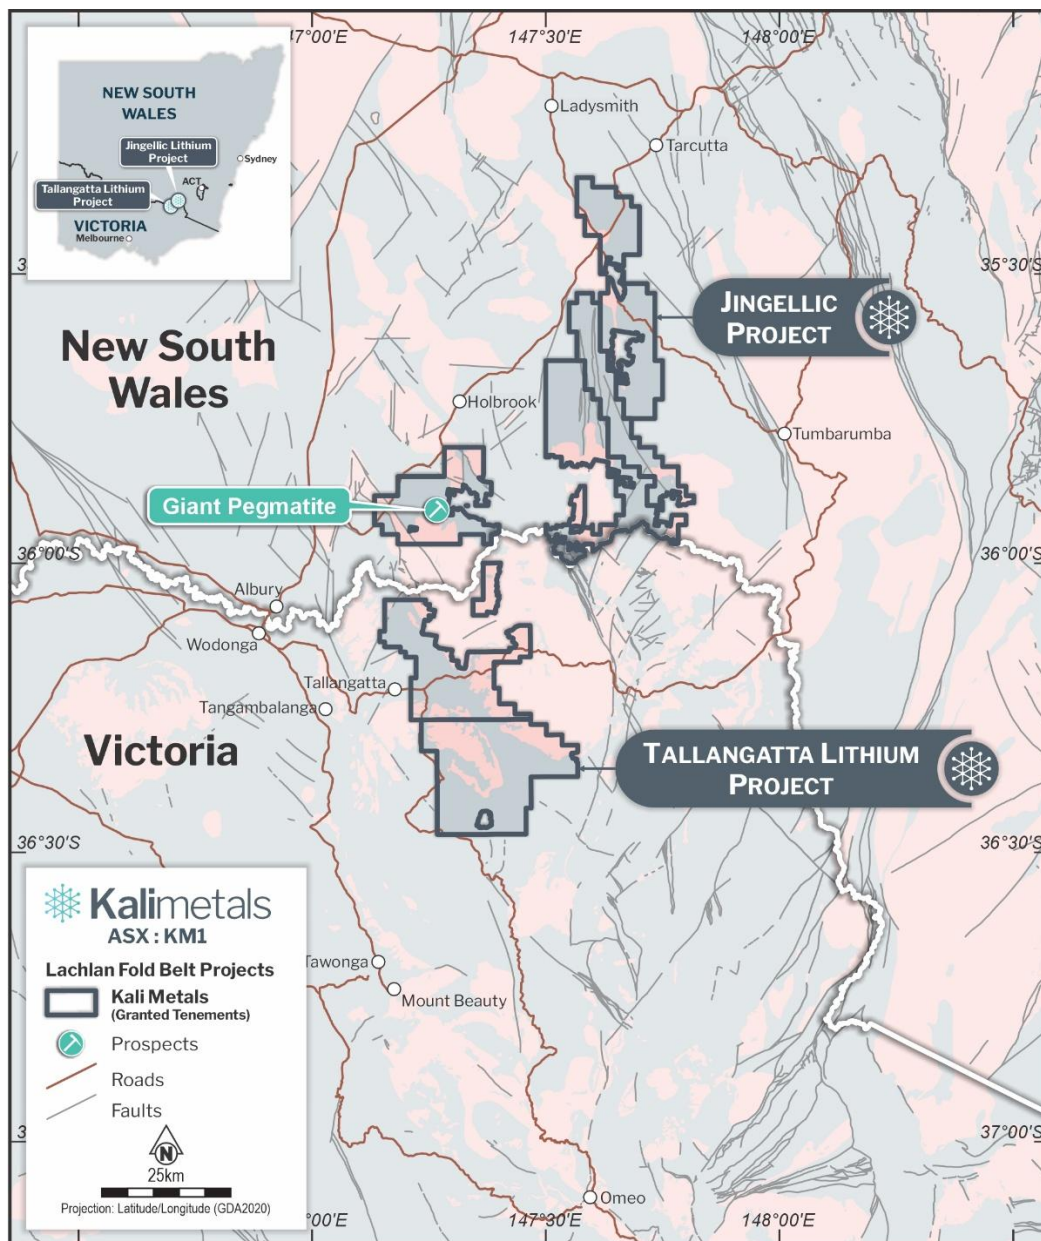 47°00'E
147°30'E
148°00'E
NEW SOUTH
WALES
Jingellic Lithium
Project
Sydney
ACT
Tallangatta Lithium
Project
VICTORIA
Melbourne
Ladysmith
Tarcutta
35°30'S
JINGELLIC
PROJECT
New South
Wales
Holbrook
Tumbarumba
Giant Pegmatite
36°00'S
36°00'S
Albury
Wodonga
Tallangatta
Tangambalanga
Victoria
TALLANGATTA LITHIUM
PROJECT
36°30'S
36°30'S
Kalimetals
ASX : KM1
Lachlan Fold Belt Projects
Kali Metals
(Granted Tenements)
Prospects
Roads
Faults
N
25km
Projection: Latitude/Longitude (GDA2020)
Tawonga
Mount Beauty
37°00'S
Omeo
00'E
147°30'E
148°00'E